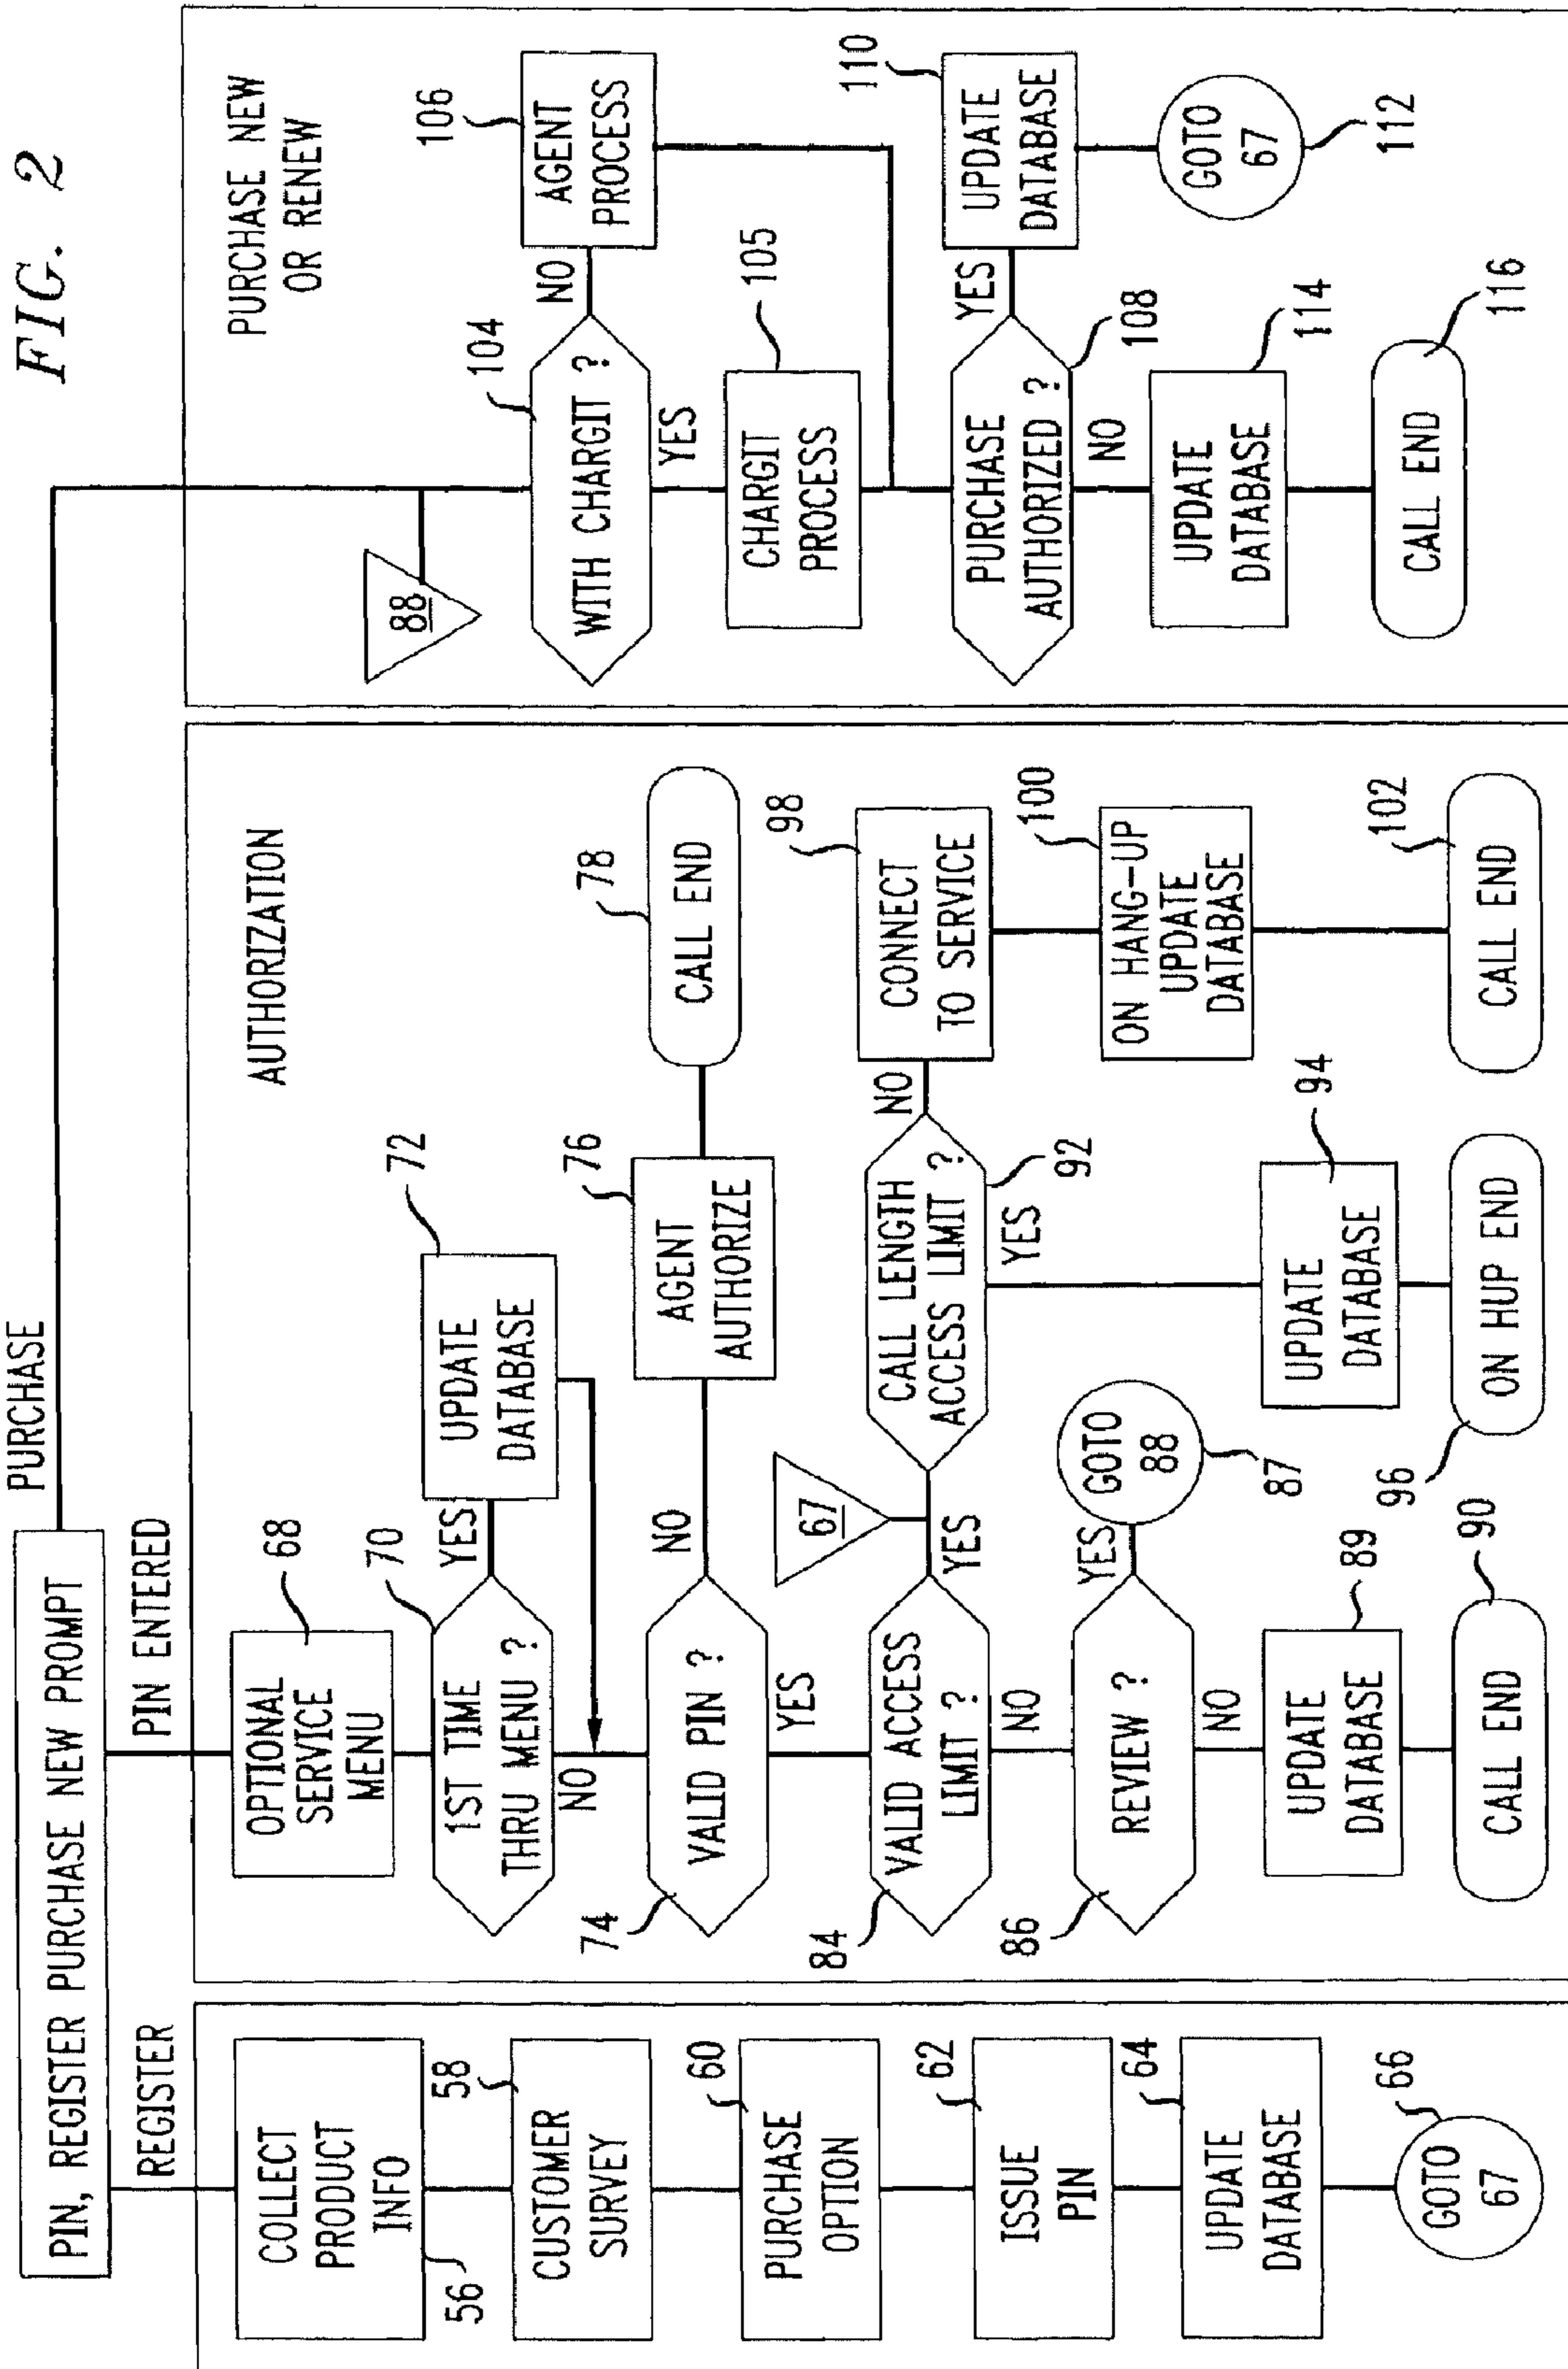 FIG. 2
PIN, REGISTER PURCHASE NEW PROMPT
REGISTER
PIN ENTERED
PURCHASE
COLLECT
PRODUCT
INFO
56
CUSTOMER
SURVEY
58
PURCHASE
OPTION
60
ISSUE
PIN
62
UPDATE
DATABASE
64
GOTO
67
66
AUTHORIZATION
OPTIONAL
SERVICE
MENU
68
1ST TIME
THRU MENU ?
70
YES
UPDATE
DATABASE
72
NO
VALID PIN ?
74
NO
AGENT
AUTHORIZE
76
CALL END
78
YES
VALID ACCESS
LIMIT ?
84
YES
67
CALL LENGTH
ACCESS LIMIT ?
92
NO
CONNECT
TO SERVICE
98
NO
REVIEW ?
86
YES
GOTO
88
87
YES
ON HANG-UP
UPDATE
DATABASE
100
NO
UPDATE
DATABASE
89
UPDATE
DATABASE
94
CALL END
90
ON HUP END
96
CALL END
102
PURCHASE NEW
OR RENEW
88
WITH CHARGIT ?
104
NO
AGENT
PROCESS
106
YES
CHARGIT
PROCESS
105
PURCHASE
AUTHORIZED ?
108
YES
UPDATE
DATABASE
110
GOTO
67
112
NO
UPDATE
DATABASE
114
CALL END
116